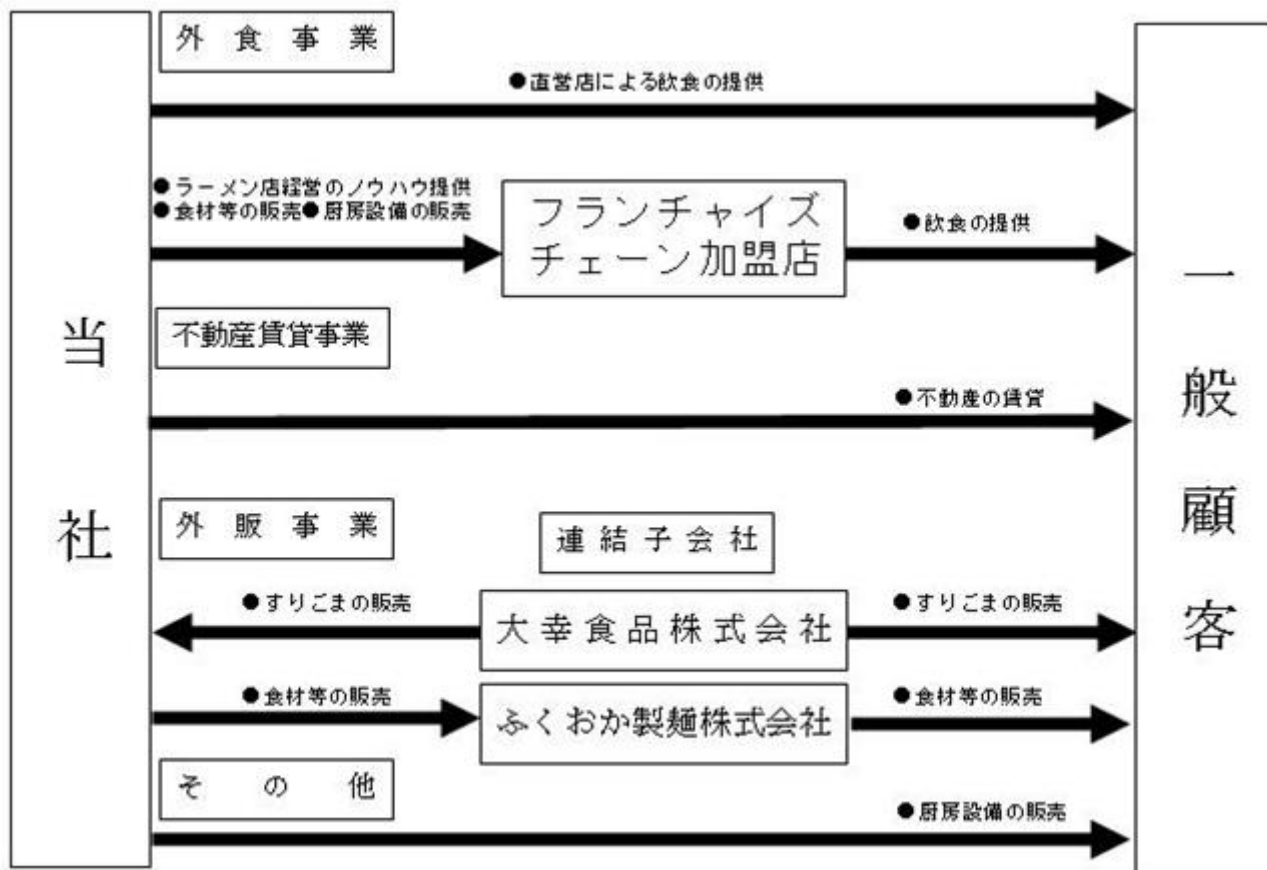 外食事業
●直営店による飲食の提供
●ラーメン店経営のノウハウ提供
●食材等の販売●厨房設備の販売
フランチャイズ
チェーン加盟店
●飲食の提供
当社
一般顧客
不動産賃貸事業
●不動産の賃貸
外販事業
連結子会社
●すりごまの販売
大幸食品株式会社
●すりごまの販売
●食材等の販売
ふくおか製麺株式会社
●食材等の販売
その他
●厨房設備の販売